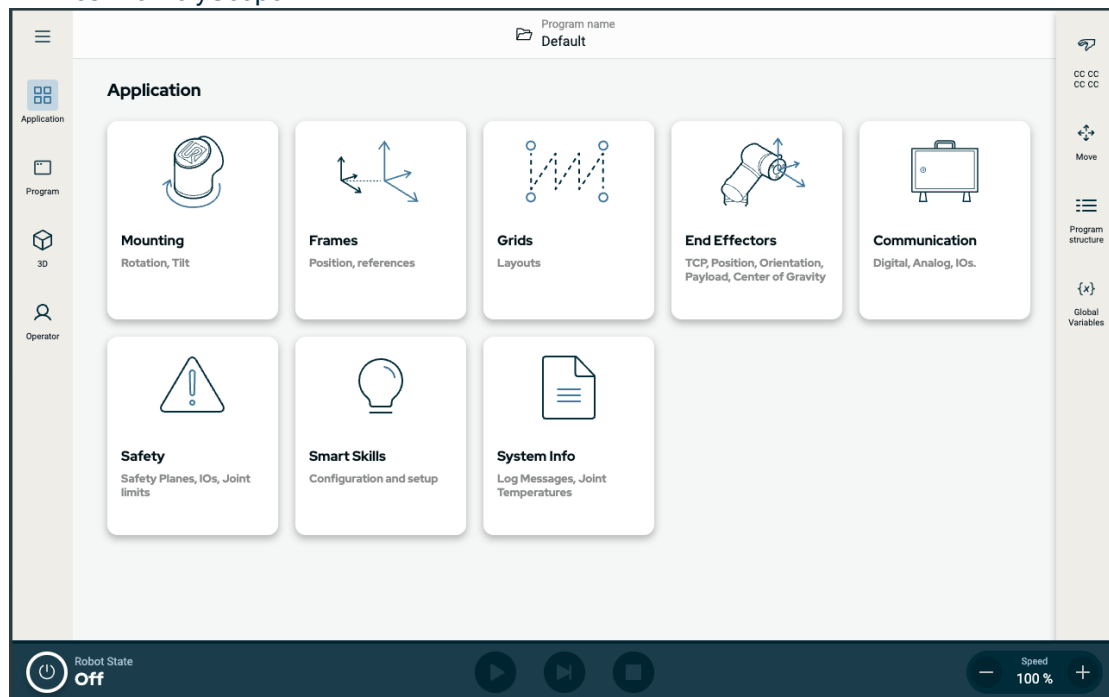 Program name
Default
Application
Program
3D
Operator
Application
Mounting
Rotation, Tilt
Frames
Position, references
Grids
Layouts
End Effectors
TCP, Position, Orientation,
Payload, Center of Gravity
Communication
Digital, Analog, IOs.
Safety
Safety Planes, IOs, Joint
limits
Smart Skills
Configuration and setup
System Info
Log Messages, Joint
Temperatures
CC CC
CC CC
Move
Program
structure
{x}
Global
Variables
Robot State
Off
Speed
100 %